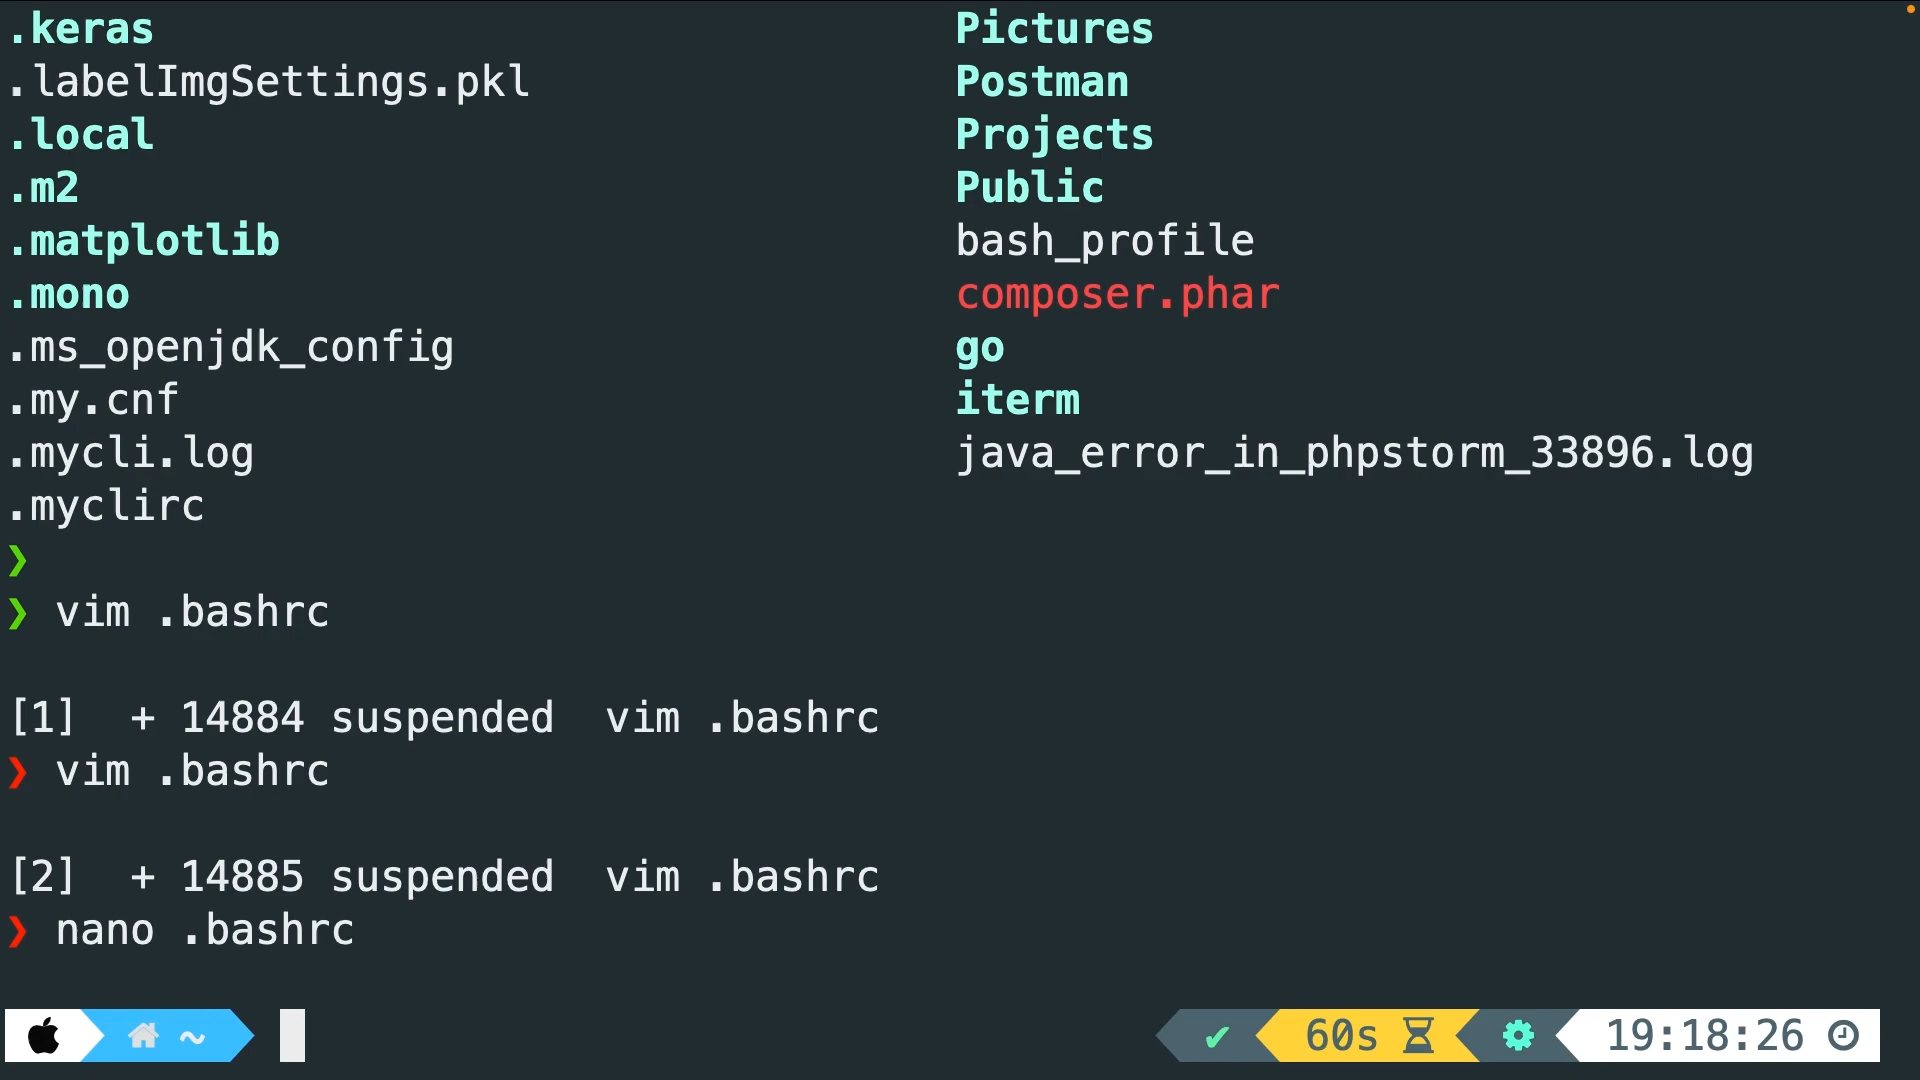 .keras Pictures
.labelImgSettings.pkl Postman
.local Projects
.m2 Public
.matplotlib bash_profile
.mono composer.phar
.ms_openjdk_config go
.my.cnf iterm
.mycli.log java_error_in_phpstorm_33896.log
.myclirc
❯
❯ vim .bashrc
[1]  + 14884 suspended  vim .bashrc
❯ vim .bashrc
[2]  + 14885 suspended  vim .bashrc
❯ nano .bashrc
~ ✔ 60s 19:18:26